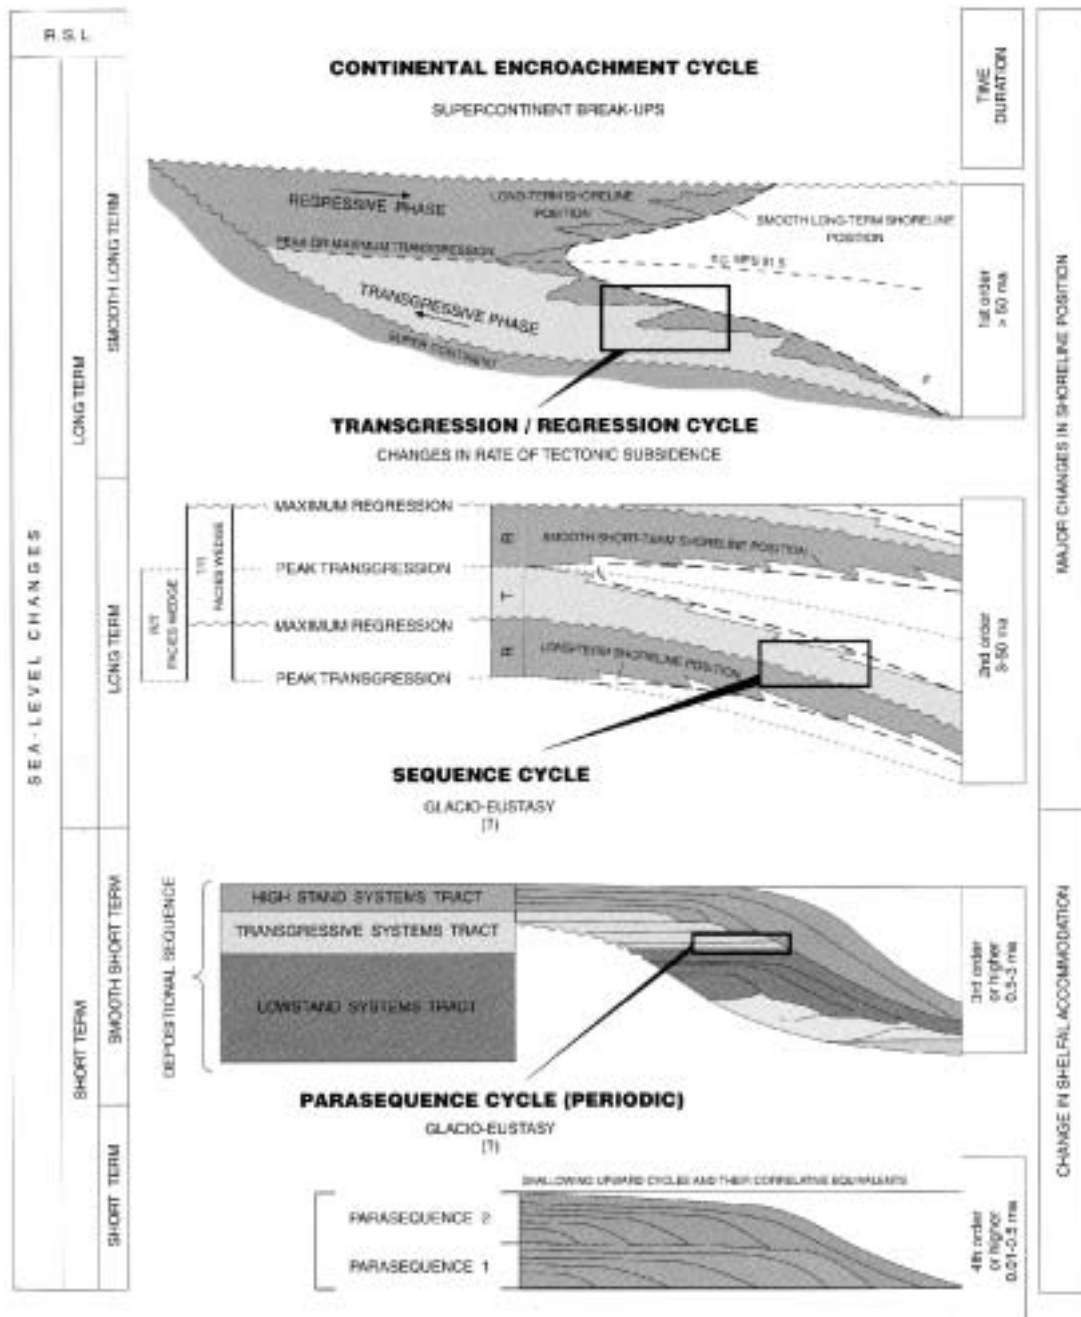 R.S.L.
TIME
DURATION
CONTINENTAL ENCROACHMENT CYCLE
SUPERCONTINENT BREAK-UPS
REGRESSIVE PHASE
LONG-TERM SHORELINE
POSITION
SMOOTH LONG-TERM SHORELINE
POSITION
PEAK OR MAXIMUM TRANSGRESSION
TRANSGRESSIVE PHASE
SUPER CONTINENT
1st order
> 50 ma
TRANSGRESSION / REGRESSION CYCLE
CHANGES IN RATE OF TECTONIC SUBSIDENCE
SEA-LEVEL CHANGES
LONG TERM
SMOOTH LONG TERM
LONG TERM
MAJOR CHANGES IN SHORELINE POSITION
R/T
FACIES WEDGE
T/R
FACIES WEDGE
MAXIMUM REGRESSION
PEAK TRANSGRESSION
MAXIMUM REGRESSION
PEAK TRANSGRESSION
R
T
R
SMOOTH SHORT-TERM SHORELINE POSITION
LONG-TERM SHORELINE POSITION
2nd order
3-50 ma
SEQUENCE CYCLE
GLACIO-EUSTASY
(?)
SHORT TERM
SMOOTH SHORT TERM
SHORT TERM
DEPOSITIONAL SEQUENCE
HIGH STAND SYSTEMS TRACT
TRANSGRESSIVE SYSTEMS TRACT
LOWSTAND SYSTEMS TRACT
3rd order
or higher
0.5-3 ma
CHANGE IN SHELFAL ACCOMMODATION
PARASEQUENCE CYCLE (PERIODIC)
GLACIO-EUSTASY
(?)
SHALLOWING UPWARD CYCLES AND THEIR CORRELATIVE EQUIVALENTS
PARASEQUENCE 2
PARASEQUENCE 1
4th order
or higher
0.01-0.5 ma